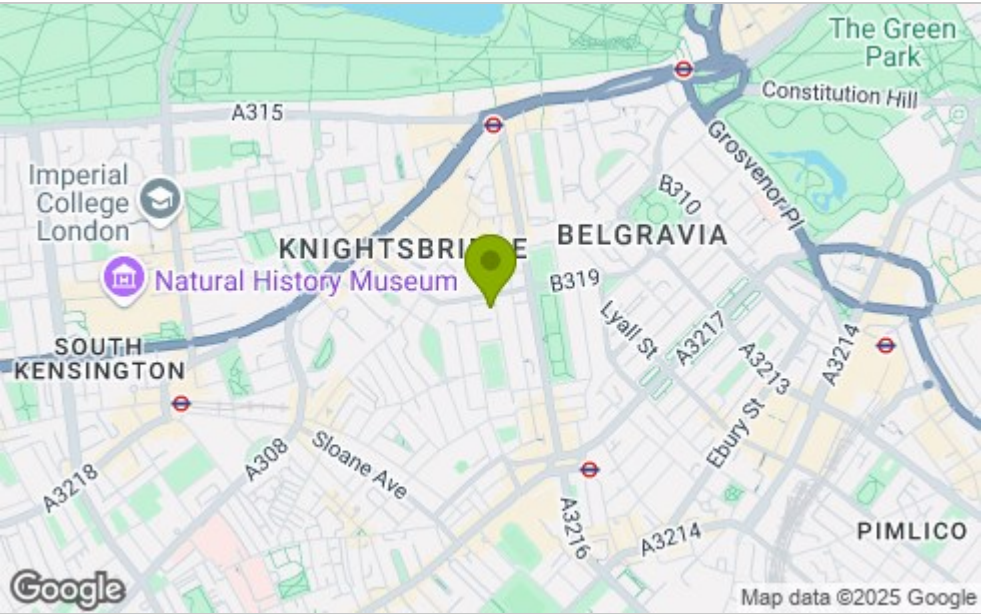 The Green
Park
A315
Constitution Hill
Grosvenor Pl
Imperial
College
London
B310
KNIGHTSBRI
E
BELGRAVIA
Natural History Museum
B319
Lyall St
A3217
SOUTH
KENSINGTON
A3213
A3214
Ebury St
Sloane Ave
A308
A3218
A3216
A3214
PIMLICO
Google
Map data ©2025 Google